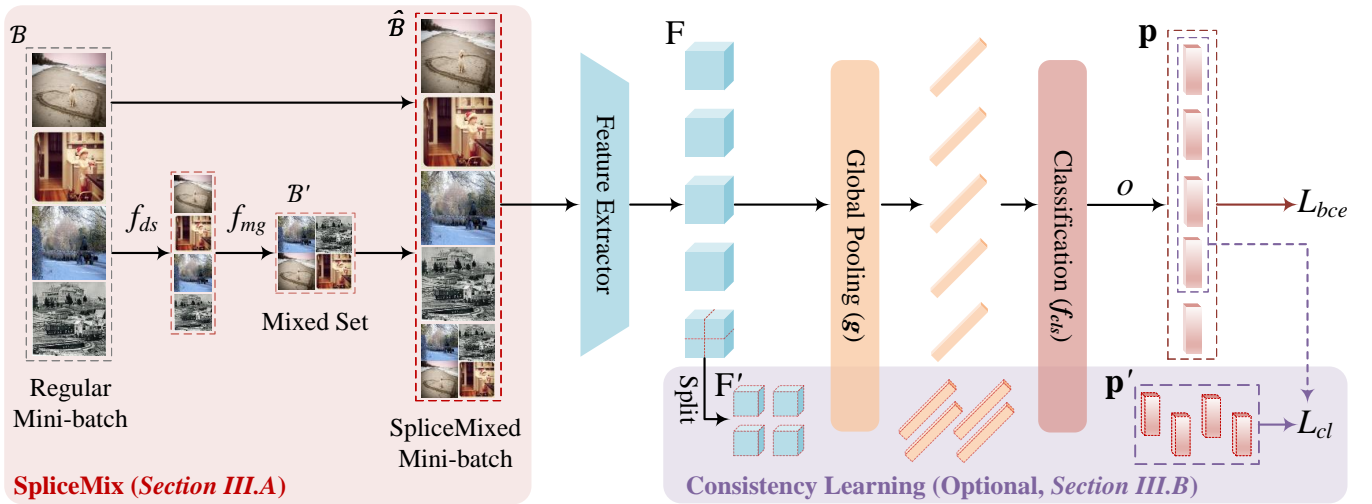 B
B̂
F
p
Feature Extractor
Global Pooling (g)
Classification (f_cls)
o
L_bce
f_ds
f_mg
B′
Mixed Set
Regular
Mini-batch
SpliceMixed
Mini-batch
Split
F′
p′
L_cl
SpliceMix (Section III.A)
Consistency Learning (Optional, Section III.B)